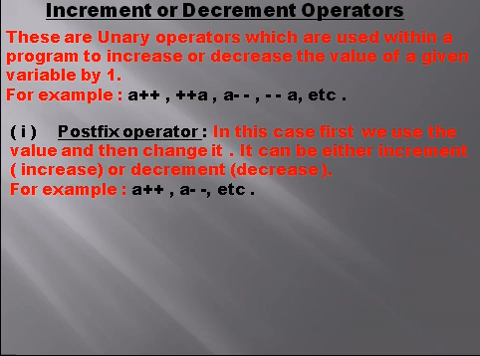 Increment or Decrement Operators
These are Unary operators which are used within a
program to increase or decrease the value of a given
variable by 1.
For example : a++ , ++a , a- - , - - a, etc .
( i ) Postfix operator : In this case first we use the
value and then change it . It can be either increment
( increase) or decrement (decrease ).
For example : a++ , a- -, etc .